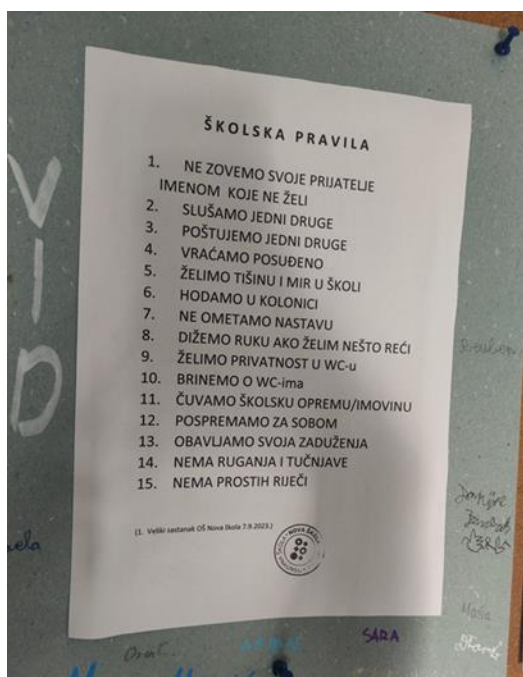 ŠKOLSKA PRAVILA
1. NE ZOVEMO SVOJE PRIJATELJE
IMENOM KOJE NE ŽELI
2. SLUŠAMO JEDNI DRUGE
3. POŠTUJEMO JEDNI DRUGE
4. VRAĆAMO POSUĐENO
5. ŽELIMO TIŠINU I MIR U ŠKOLI
6. HODAMO U KOLONICI
7. NE OMETAMO NASTAVU
8. DIŽEMO RUKU AKO ŽELIM NEŠTO REĆI
9. ŽELIMO PRIVATNOST U WC-u
10. BRINEMO O WC-ima
11. ČUVAMO ŠKOLSKU OPREMU/IMOVINU
12. POSPREMAMO ZA SOBOM
13. OBAVLJAMO SVOJA ZADUŽENJA
14. NEMA RUGANJA I TUČNJAVE
15. NEMA PROSTIH RIJEČI
(1. Veliki sastanak OŠ Nova škola 7.9.2023.)
NOVA ŠKOLA
VID
SARA